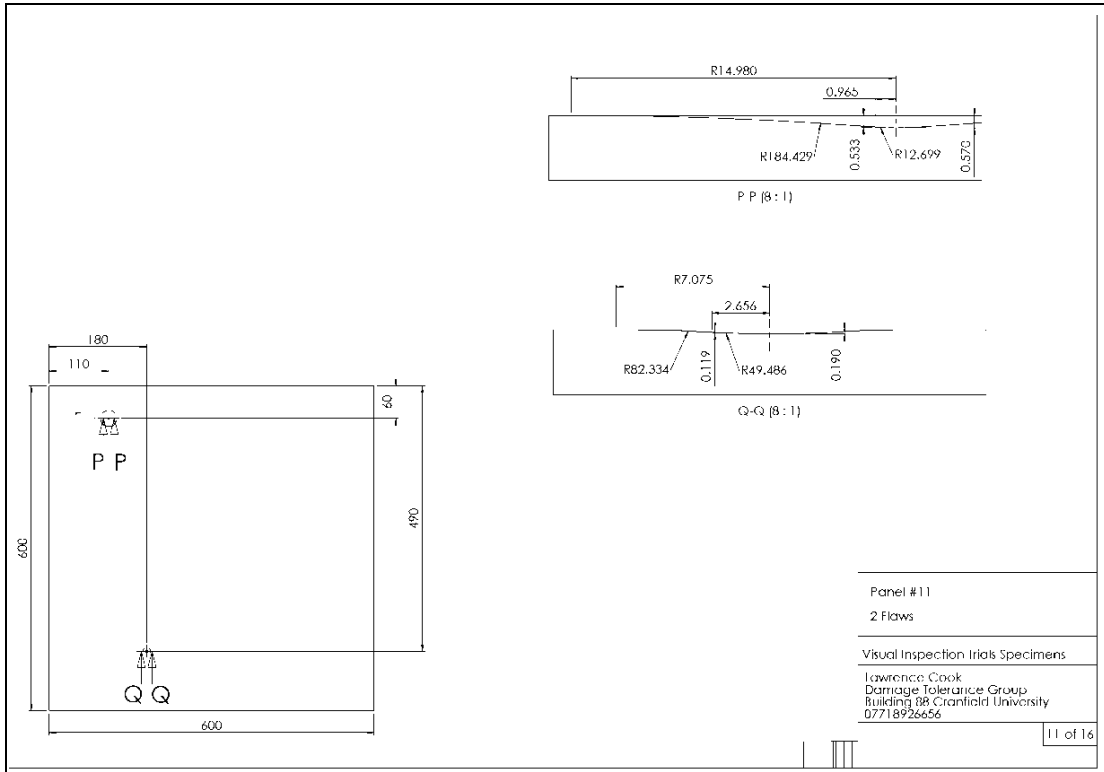 R14.980
0.965
R184.429
0.533
R12.699
0.570
P P (8 : 1)
R7.075
2.656
R82.334
0.119
R49.486
0.190
Q-Q (8 : 1)
180
110
60
P P
490
600
Q Q
600
Panel #11
2 Flaws
Visual Inspection Trials Specimens
Lawrence Cook
Damage Tolerance Group
Building 88 Cranfield University
07718926656
11 of 16